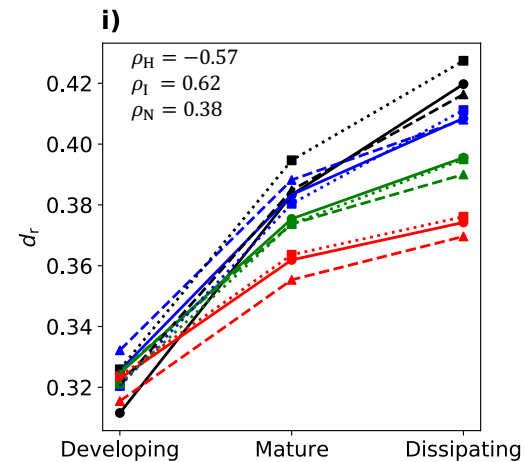 i)
ρH = −0.57
ρI = 0.62
ρN = 0.38
0.42
0.40
0.38
0.36
0.34
0.32
dr
Developing Mature Dissipating